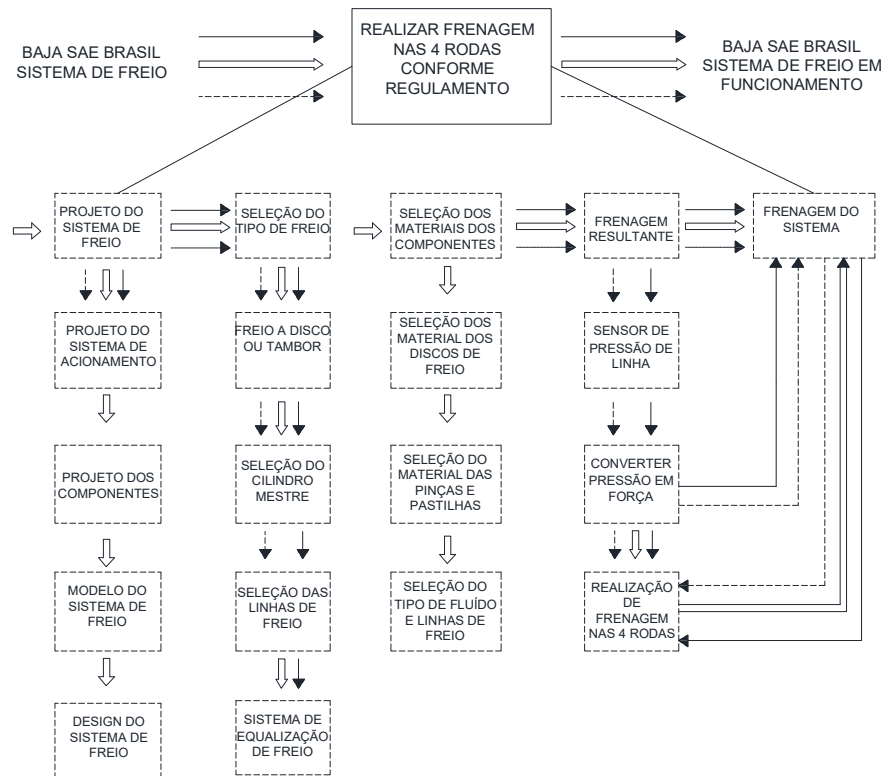 BAJA SAE BRASIL
SISTEMA DE FREIO
REALIZAR FRENAGEM
NAS 4 RODAS
CONFORME
REGULAMENTO
BAJA SAE BRASIL
SISTEMA DE FREIO EM
FUNCIONAMENTO
PROJETO DO
SISTEMA DE
FREIO
SELEÇÃO DO
TIPO DE FREIO
SELEÇÃO DOS
MATERIAIS DOS
COMPONENTES
FRENAGEM
RESULTANTE
FRENAGEM DO
SISTEMA
PROJETO DO
SISTEMA DE
ACIONAMENTO
FREIO A DISCO
OU TAMBOR
SELEÇÃO DOS
MATERIAL DOS
DISCOS DE
FREIO
SENSOR DE
PRESSÃO DE
LINHA
PROJETO DOS
COMPONENTES
SELEÇÃO DO
CILINDRO
MESTRE
SELEÇÃO DO
MATERIAL DAS
PINÇAS E
PASTILHAS
CONVERTER
PRESSÃO EM
FORÇA
MODELO DO
SISTEMA DE
FREIO
SELEÇÃO DAS
LINHAS DE
FREIO
SELEÇÃO DO
TIPO DE FLUÍDO
E LINHAS DE
FREIO
REALIZAÇÃO
DE
FRENAGEM
NAS 4 RODAS
DESIGN DO
SISTEMA DE
FREIO
SISTEMA DE
EQUALIZAÇÃO
DE FREIO